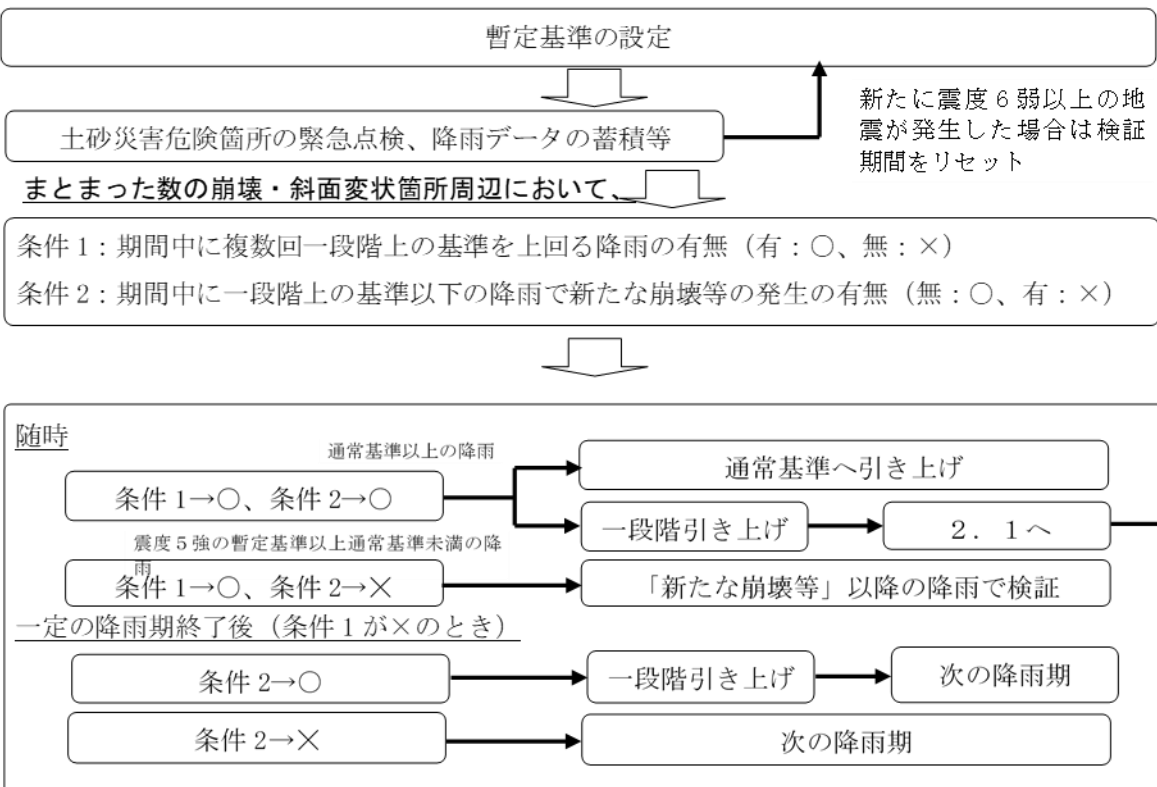 暫定基準の設定
新たに震度６弱以上の地
震が発生した場合は検証
期間をリセット
土砂災害危険箇所の緊急点検、降雨データの蓄積等
まとまった数の崩壊・斜面変状箇所周辺において、
条件１：期間中に複数回一段階上の基準を上回る降雨の有無（有：○、無：×）
条件２：期間中に一段階上の基準以下の降雨で新たな崩壊等の発生の有無（無：○、有：×）
随時
通常基準以上の降雨
通常基準へ引き上げ
条件１→○、条件２→○
一段階引き上げ
２．１へ
震度５強の暫定基準以上通常基準未満の降
雨
条件１→○、条件２→×
「新たな崩壊等」以降の降雨で検証
一定の降雨期終了後（条件１が×のとき）
条件２→○
一段階引き上げ
次の降雨期
条件２→×
次の降雨期